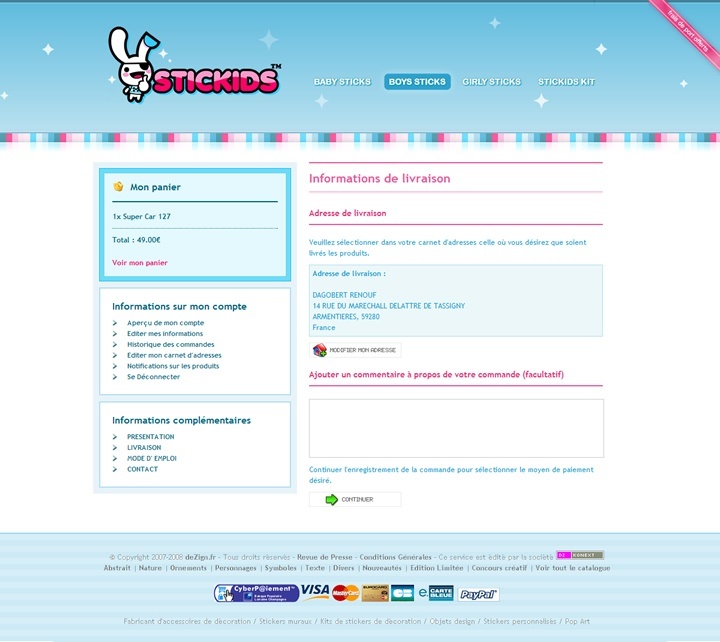 frais de port offerts
STICKIDS™
BABY STICKS BOYS STICKS GIRLY STICKS STICKIDS KIT
Mon panier
1x Super Car 127
Total : 49.00€
Voir mon panier
Informations sur mon compte
Aperçu de mon compte
Editer mes informations
Historique des commandes
Editer mon carnet d'adresses
Notifications sur les produits
Se Déconnecter
Informations complémentaires
PRESENTATION
LIVRAISON
MODE D' EMPLOI
CONTACT
Informations de livraison
Adresse de livraison
Veuillez sélectionner dans votre carnet d'adresses celle où vous désirez que soient
livrés les produits.
Adresse de livraison :
DAGOBERT RENOUF
14 RUE DU MARECHALL DELATTRE DE TASSIGNY
ARMENTIERES, 59280
France
MODIFIER MON ADRESSE
Ajouter un commentaire à propos de votre commande (facultatif)
Continuer l'enregistrement de la commande pour sélectionner le moyen de paiement
désiré.
CONTINUER
© Copyright 2007-2008 deZign.fr - Tous droits réservés - Revue de Presse - Conditions Générales - Ce service est édité par la société
Abstrait | Nature | Ornements | Personnages | Symboles | Texte | Divers | Nouveautés | Edition Limitée | Concours créatif | Voir tout le catalogue
CyberP@iement™ VISA MasterCard EUROCARD CB e-CARTE BLEUE PayPal
Fabricant d'accessoires de décoration / Stickers muraux / Kits de stickers de décoration / Objets design / Stickers personnalisés / Pop Art